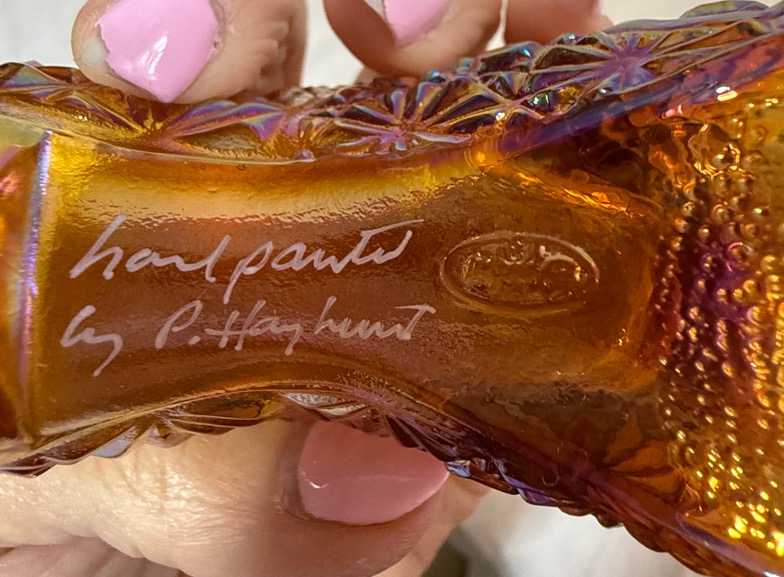 hand painted
by P. Hayhurst